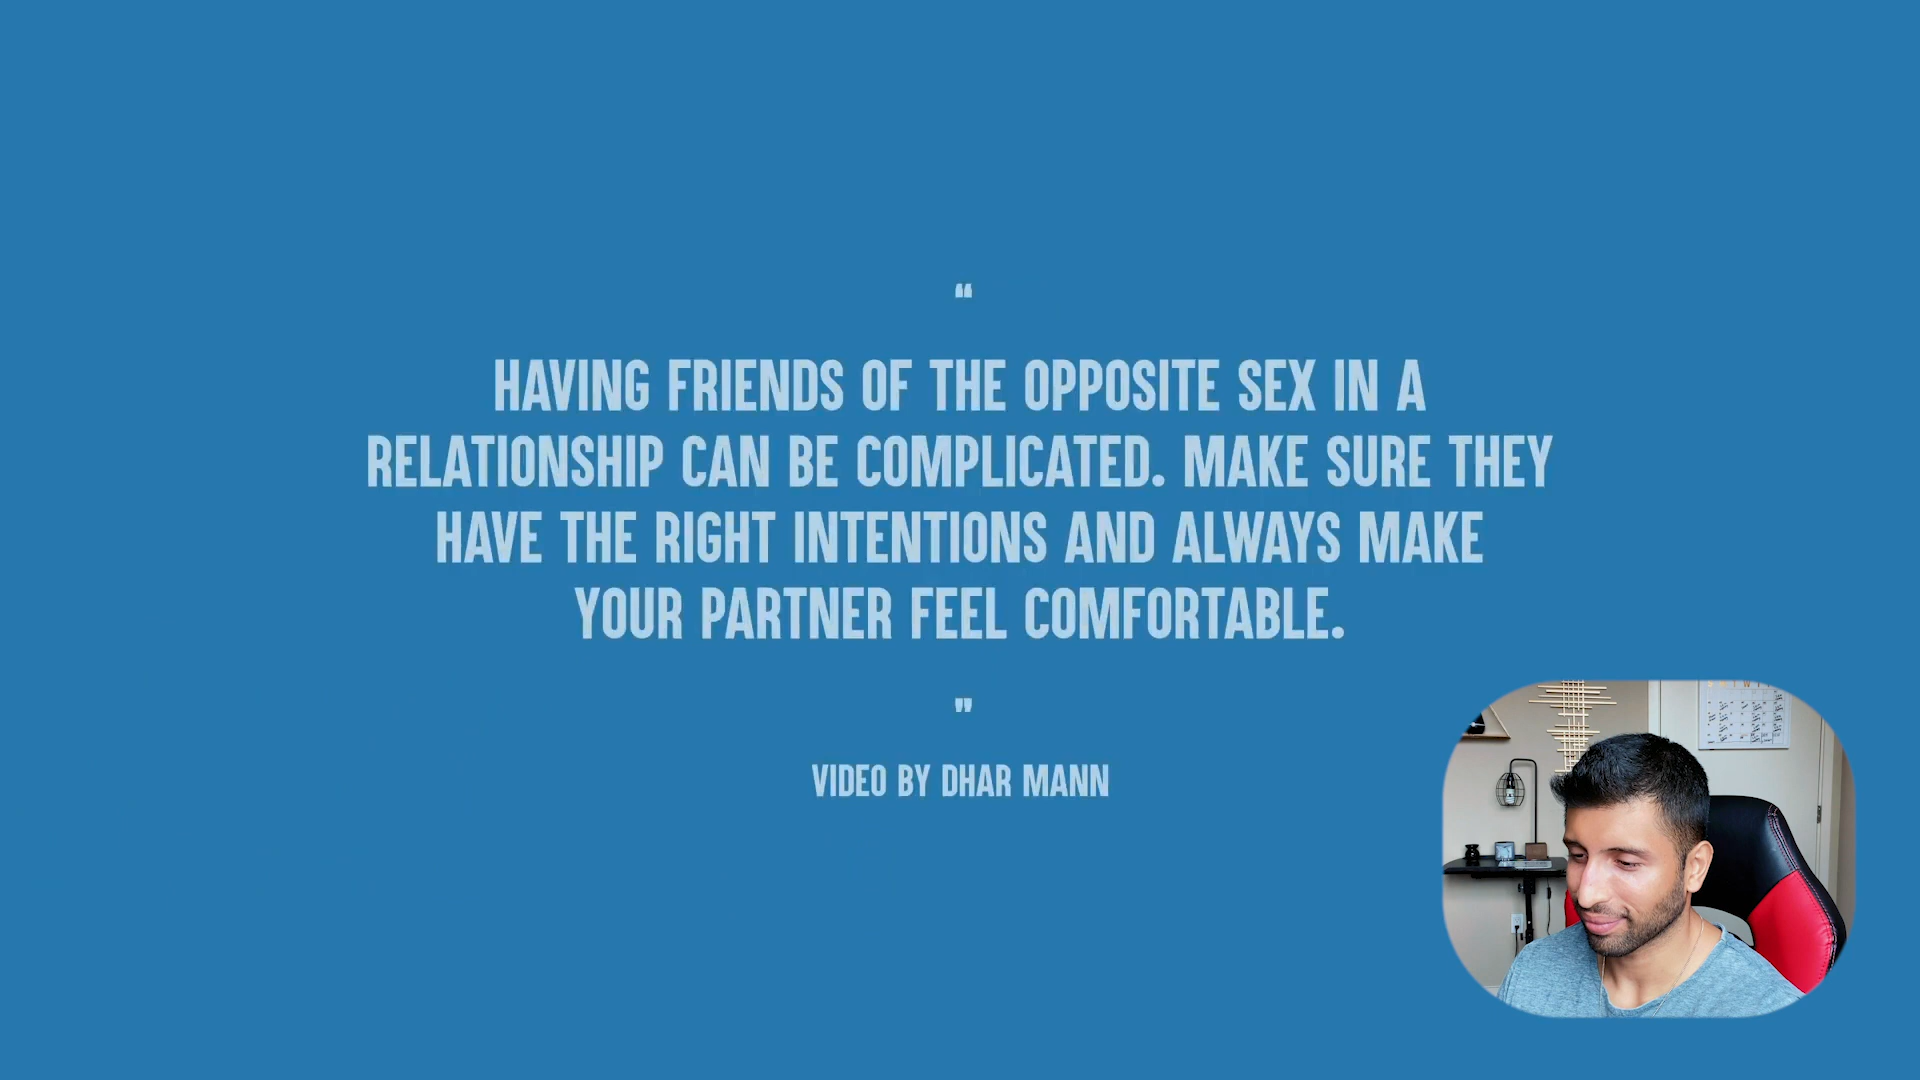 “
HAVING FRIENDS OF THE OPPOSITE SEX IN A
RELATIONSHIP CAN BE COMPLICATED. MAKE SURE THEY
HAVE THE RIGHT INTENTIONS AND ALWAYS MAKE
YOUR PARTNER FEEL COMFORTABLE.
”
VIDEO BY DHAR MANN